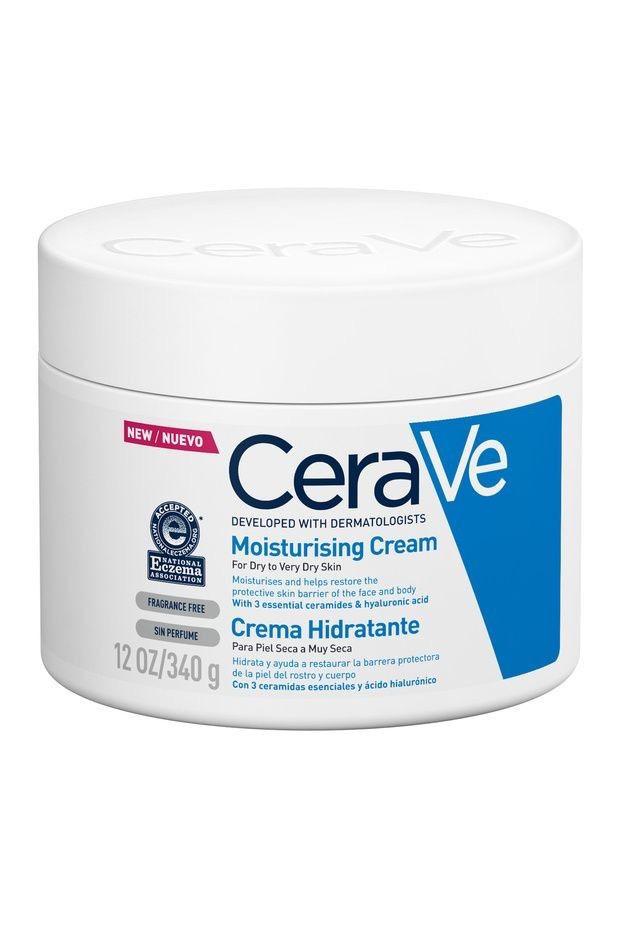 CeraVe
NEW / NUEVO
CeraVe
DEVELOPED WITH DERMATOLOGISTS
ACCEPTED
NATIONALECZEMA.ORG
e
NATIONAL
Eczema
ASSOCIATION
Moisturising Cream
For Dry to Very Dry Skin
Moisturises and helps restore the
protective skin barrier of the face and body
With 3 essential ceramides & hyaluronic acid
FRAGRANCE FREE
SIN PERFUME
12 OZ/340 g
Crema Hidratante
Para Piel Seca a Muy Seca
Hidrata y ayuda a restaurar la barrera protectora
de la piel del rostro y cuerpo
Con 3 ceramidas esenciales y ácido hialurónico